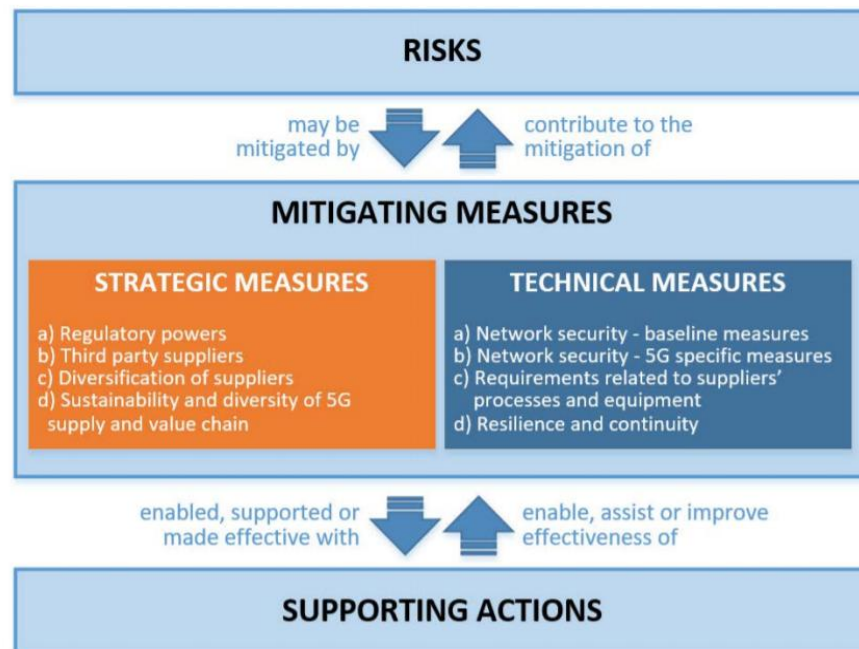 RISKS
may be
mitigated by
contribute to the
mitigation of
MITIGATING MEASURES
STRATEGIC MEASURES
a) Regulatory powers
b) Third party suppliers
c) Diversification of suppliers
d) Sustainability and diversity of 5G
supply and value chain
TECHNICAL MEASURES
a) Network security - baseline measures
b) Network security - 5G specific measures
c) Requirements related to suppliers’
processes and equipment
d) Resilience and continuity
enabled, supported or
made effective with
enable, assist or improve
effectiveness of
SUPPORTING ACTIONS